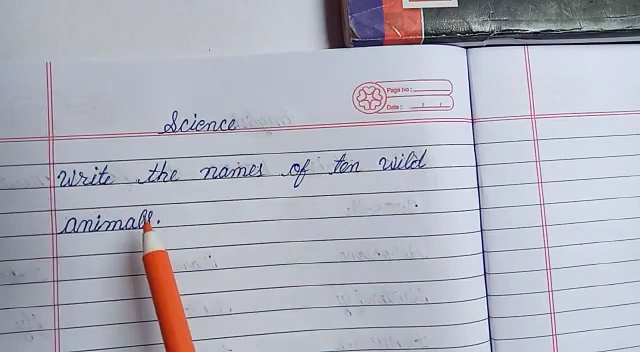 Page No :
Date :
Science
Write the names of ten wild
animals.